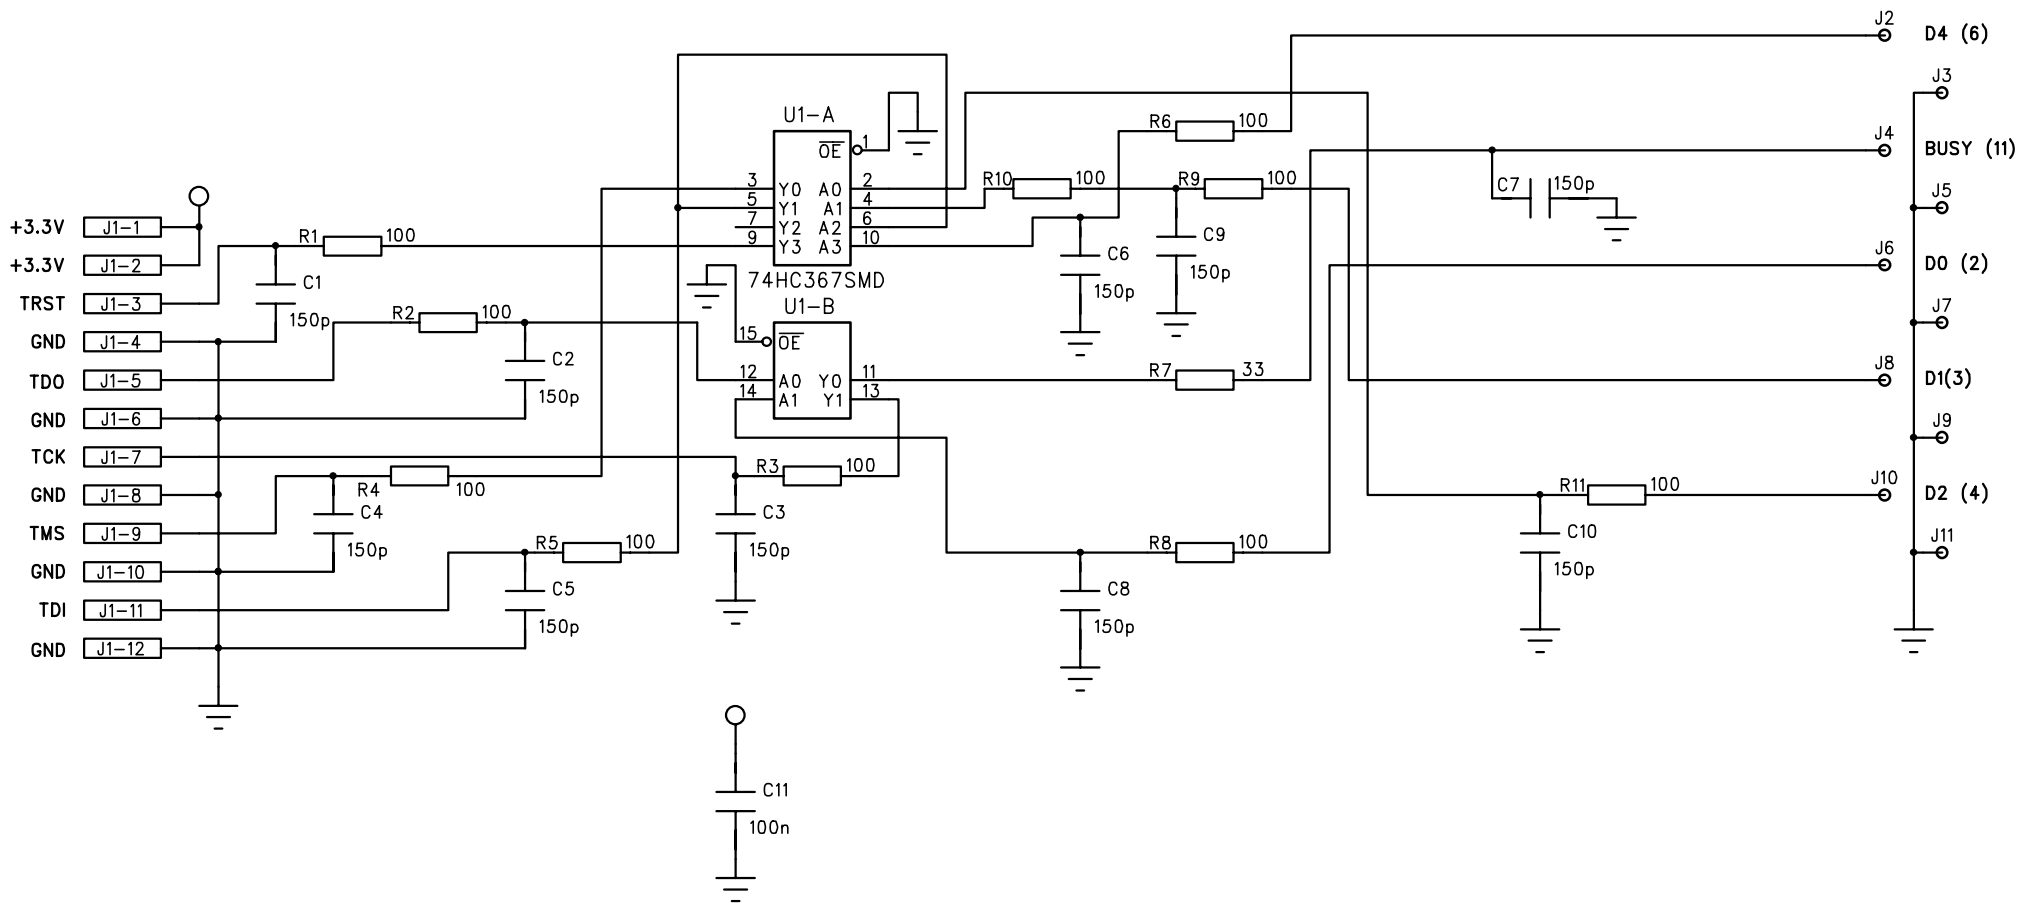 J2
D4 (6)
J3
U1-A
R6 100
J4
BUSY (11)
OE 1
R10 100 R9 100
C7 150p
3 Y0 A0 2
5 Y1 A1 4
7 Y2 A2 6
9 Y3 A3 10
J5
+3.3V J1-1
R1 100
C9
150p
C6
150p
J6
D0 (2)
+3.3V J1-2
74HC367SMD
U1-B
C1
150p
TRST J1-3
R2 100
J7
15 OE
GND J1-4
C2
150p
12 A0 Y0 11
14 A1 Y1 13
R7 33
J8
D1(3)
TDO J1-5
GND J1-6
J9
TCK J1-7
R3 100
R4 100
GND J1-8
J10
R11 100
D2 (4)
C4
150p
C3
150p
TMS J1-9
C10
150p
J11
R5 100
R8 100
GND J1-10
C5
150p
C8
150p
TDI J1-11
GND J1-12
C11
100n